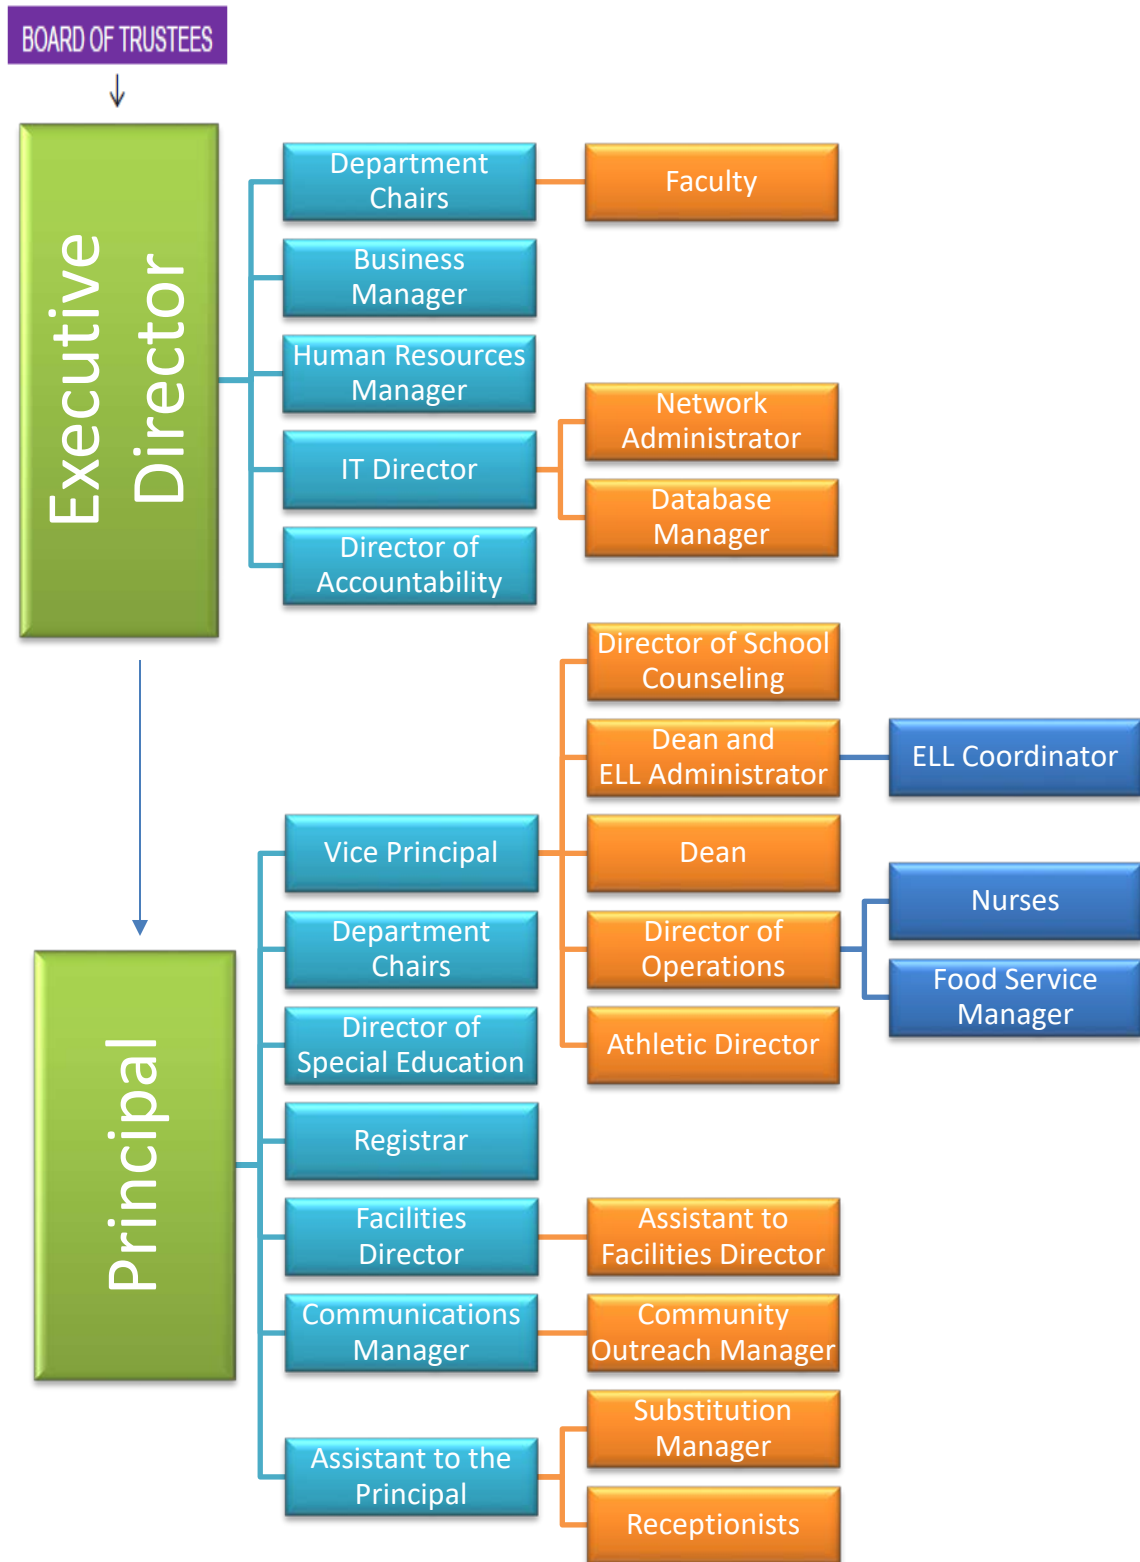 BOARD OF TRUSTEES
Executive
Director
Department
Chairs
Faculty
Business
Manager
Human Resources
Manager
IT Director
Network
Administrator
Database
Manager
Director of
Accountability
Principal
Vice Principal
Director of School
Counseling
Dean and
ELL Administrator
ELL Coordinator
Dean
Director of
Operations
Nurses
Food Service
Manager
Athletic Director
Department
Chairs
Director of
Special Education
Registrar
Facilities
Director
Assistant to
Facilities Director
Communications
Manager
Community
Outreach Manager
Assistant to the
Principal
Substitution
Manager
Receptionists